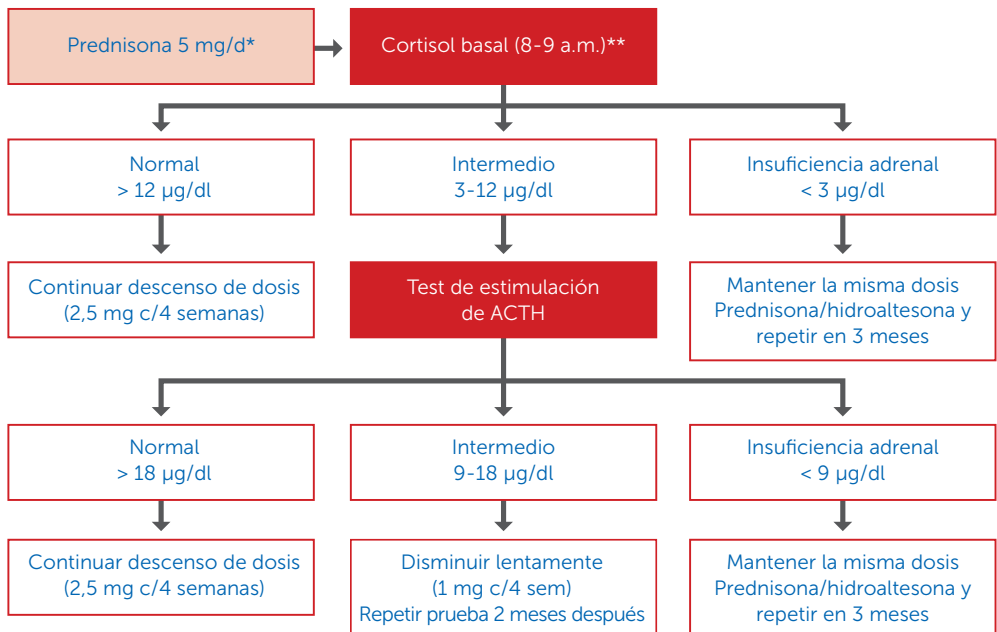 Prednisona 5 mg/d*
Cortisol basal (8-9 a.m.)**
Normal
> 12 µg/dl
Intermedio
3-12 µg/dl
Insuficiencia adrenal
< 3 µg/dl
Continuar descenso de dosis
(2,5 mg c/4 semanas)
Test de estimulación
de ACTH
Mantener la misma dosis
Prednisona/hidroaltesona y
repetir en 3 meses
Normal
> 18 µg/dl
Intermedio
9-18 µg/dl
Insuficiencia adrenal
< 9 µg/dl
Continuar descenso de dosis
(2,5 mg c/4 semanas)
Disminuir lentamente
(1 mg c/4 sem)
Repetir prueba 2 meses después
Mantener la misma dosis
Prednisona/hidroaltesona y
repetir en 3 meses